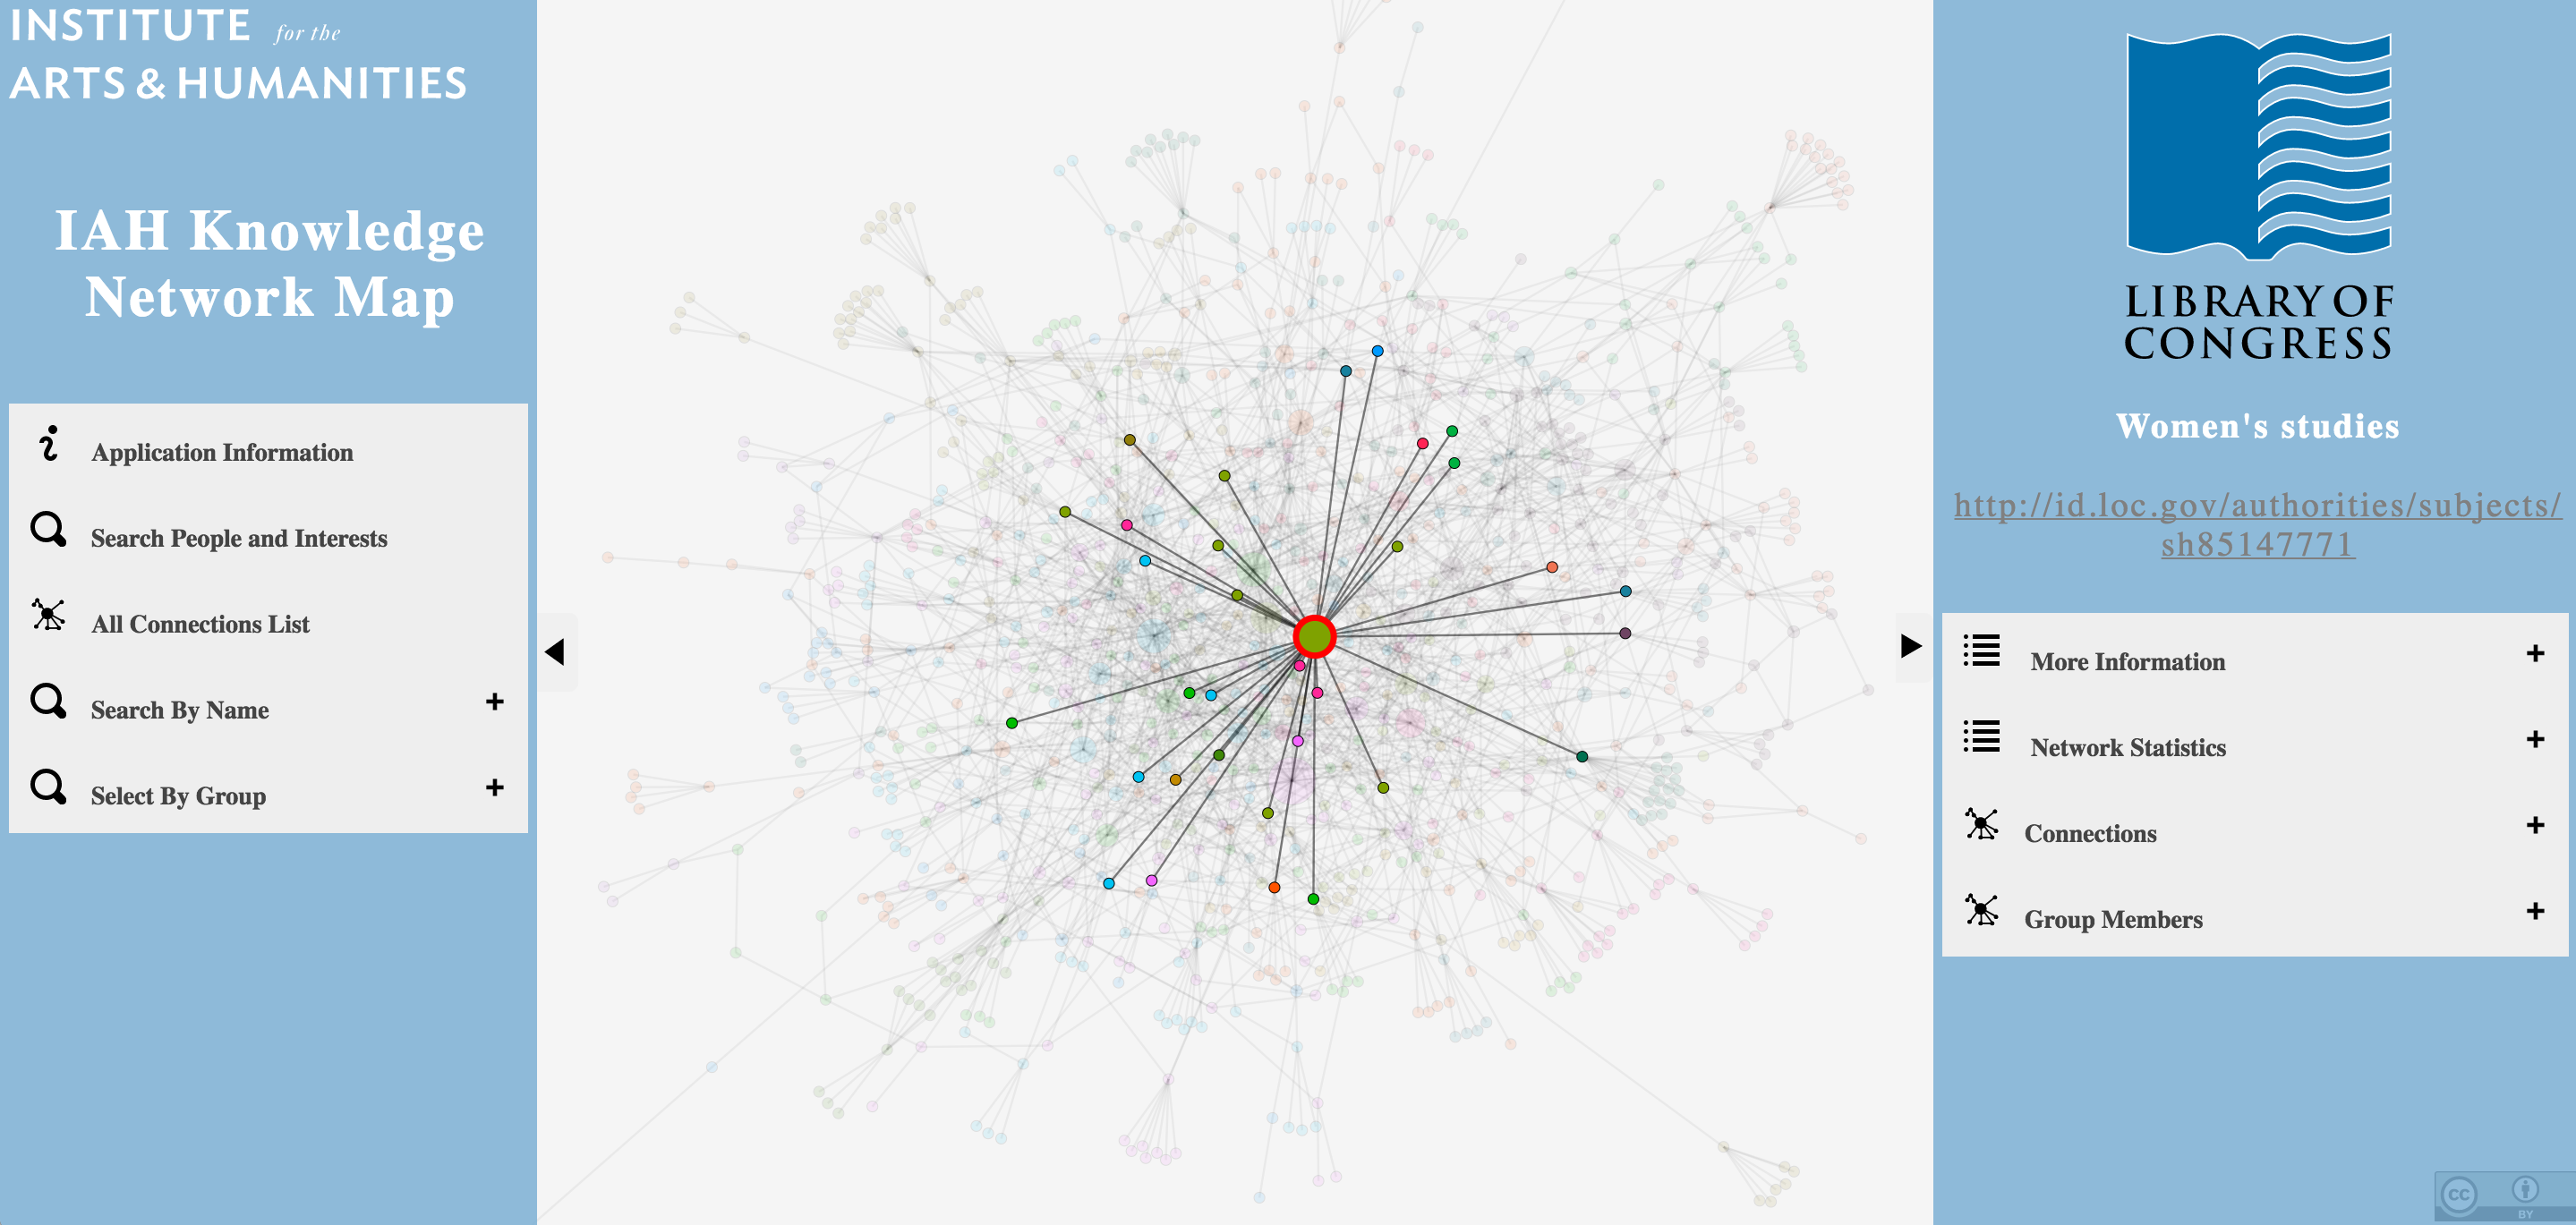 INSTITUTE for the
ARTS & HUMANITIES
IAH Knowledge
Network Map
Application Information
Search People and Interests
All Connections List
Search By Name +
Select By Group +
LIBRARY OF
CONGRESS
Women's studies
http://id.loc.gov/authorities/subjects/
sh85147771
More Information +
Network Statistics +
Connections +
Group Members +
CC
BY